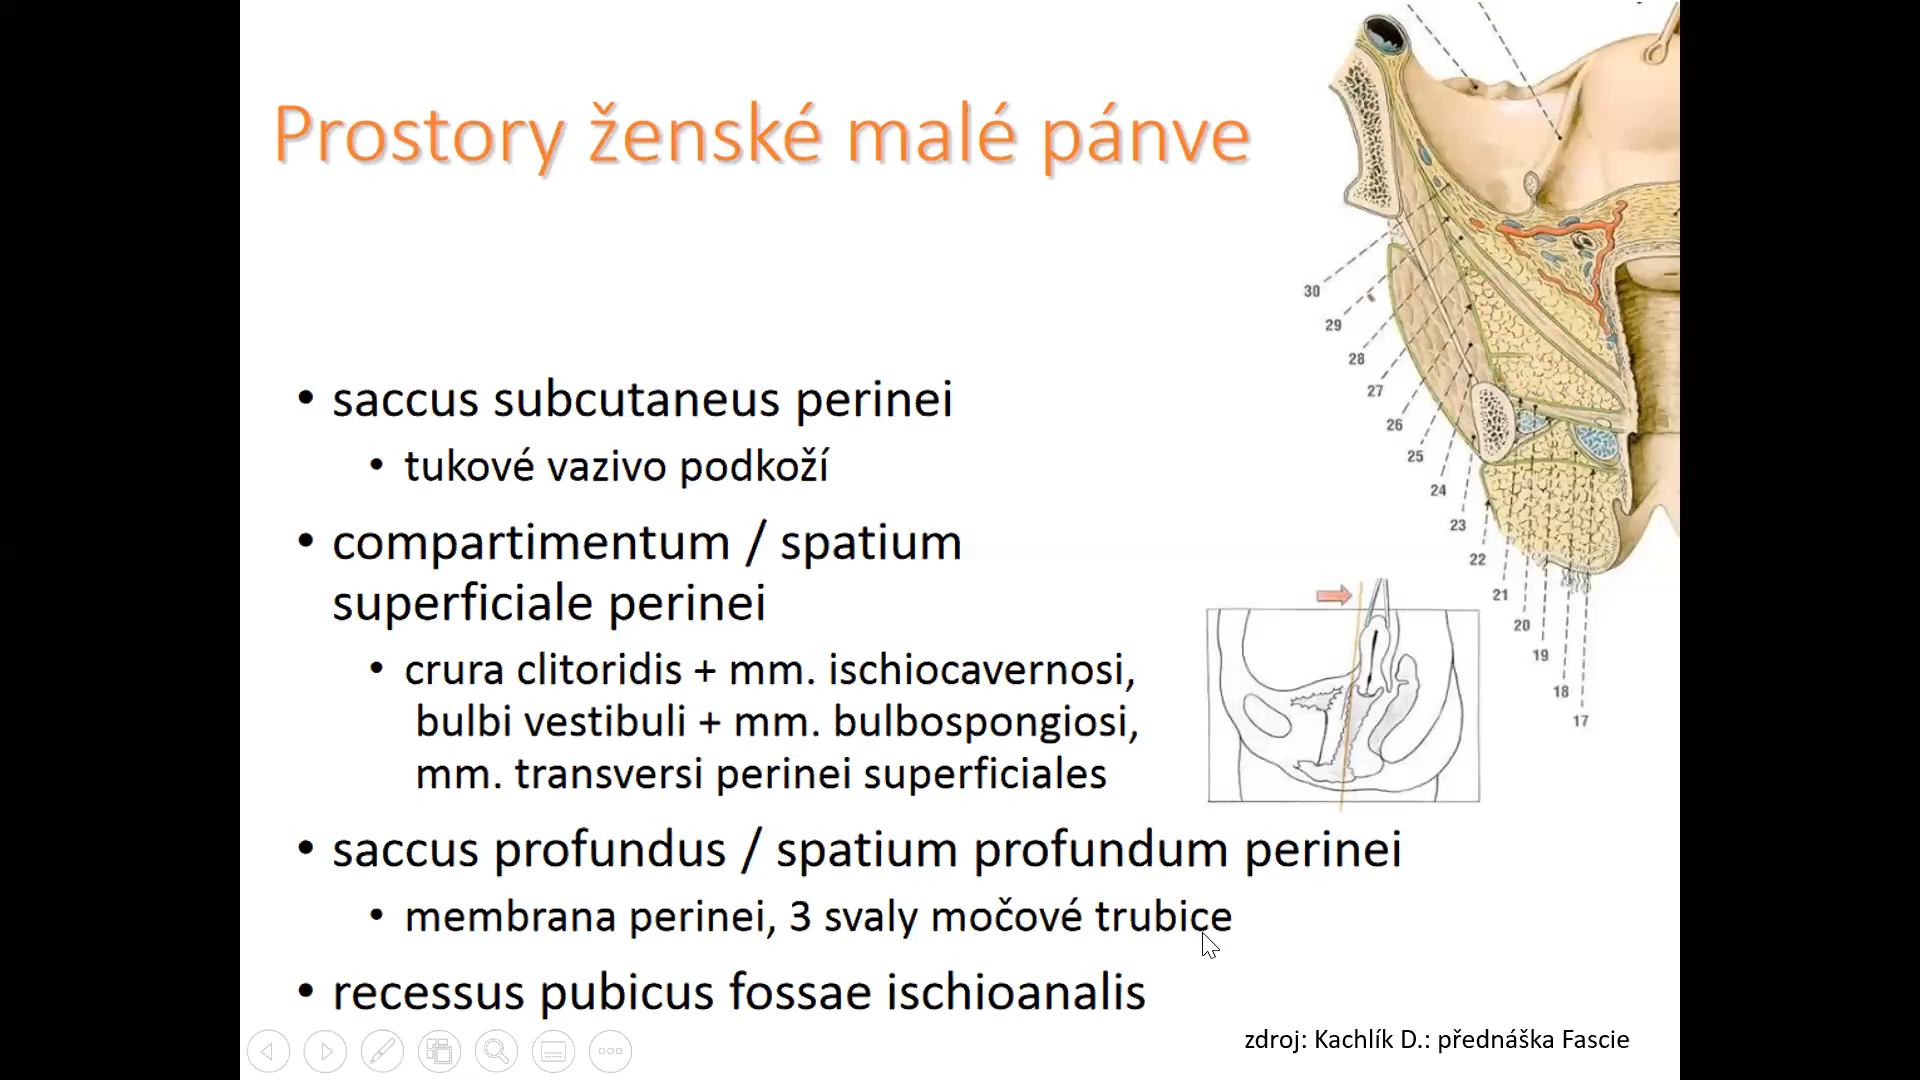 Prostory ženské malé pánve
• saccus subcutaneus perinei
• tukové vazivo podkoží
• compartimentum / spatium
superficiale perinei
• crura clitoridis + mm. ischiocavernosi,
bulbi vestibuli + mm. bulbospongiosi,
mm. transversi perinei superficiales
• saccus profundus / spatium profundum perinei
• membrana perinei, 3 svaly močové trubice
• recessus pubicus fossae ischioanalis
30
29
28
27
26
25
24
23
22
21
20
19
18
17
zdroj: Kachlík D.: přednáška Fascie